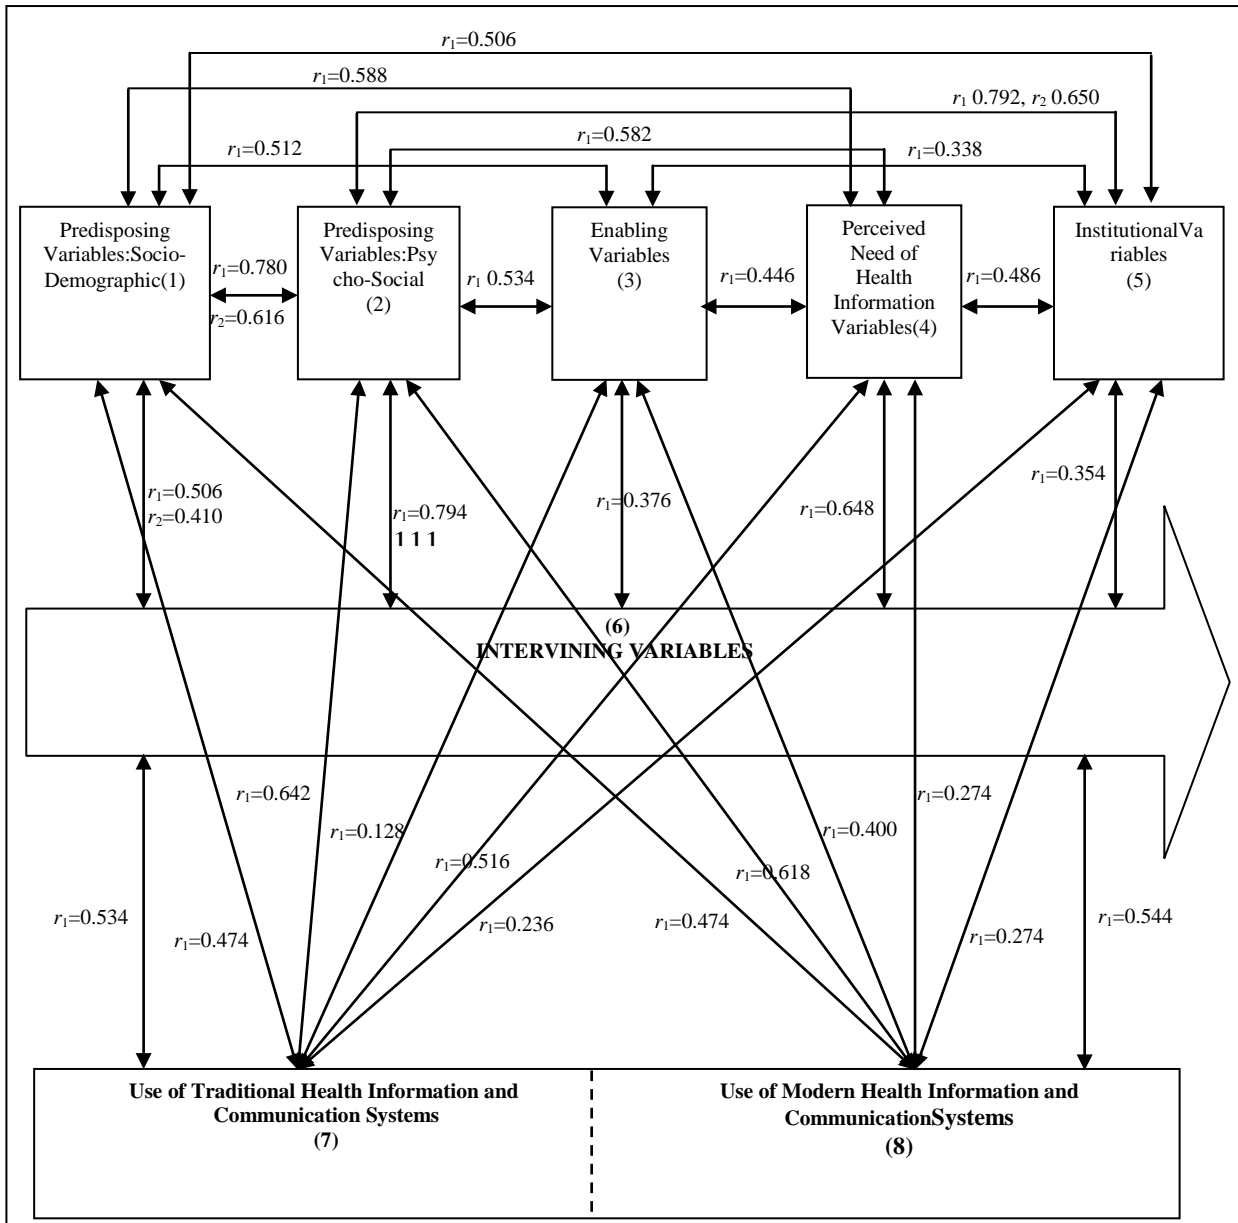 r1=0.506
r1=0.588
r1 0.792, r2 0.650
r1=0.582
r1=0.512
r1=0.338
Predisposing
Variables:Socio-
Demographic(1)
r1=0.780
r2=0.616
Predisposing
Variables:Psy
cho-Social
(2)
r1 0.534
Enabling
Variables
(3)
r1=0.446
Perceived
Need of
Health
Information
Variables(4)
r1=0.486
InstitutionalVa
riables
(5)
r1=0.506
r2=0.410
r1=0.794
1 1 1
r1=0.376
r1=0.648
r1=0.354
(6)
INTERVINING VARIABLES
r1=0.642
r1=0.128
r1=0.516
r1=0.236
r1=0.474
r1=0.618
r1=0.400
r1=0.274
r1=0.534
r1=0.474
r1=0.274
r1=0.544
Use of Traditional Health Information and
Communication Systems
(7)
Use of Modern Health Information and
CommunicationSystems
(8)